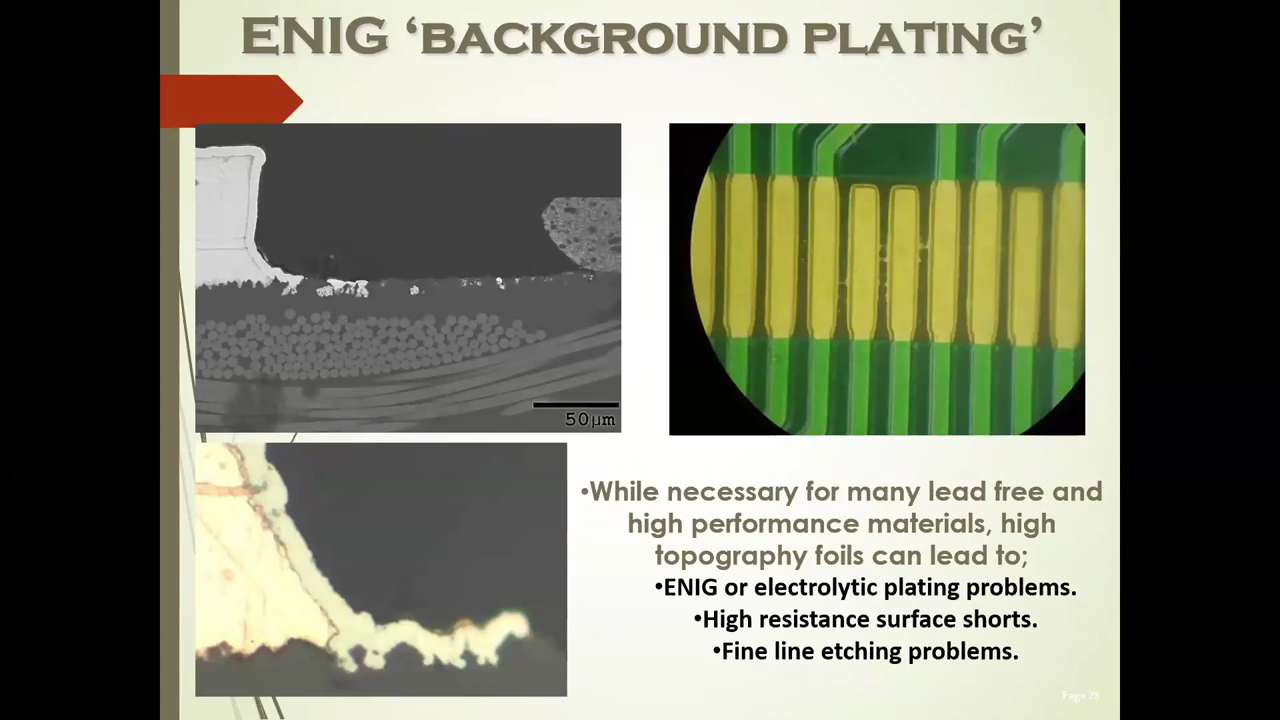 ENIG ‘BACKGROUND PLATING’
50µm
•While necessary for many lead free and
high performance materials, high
topography foils can lead to;
•ENIG or electrolytic plating problems.
•High resistance surface shorts.
•Fine line etching problems.
Page 28